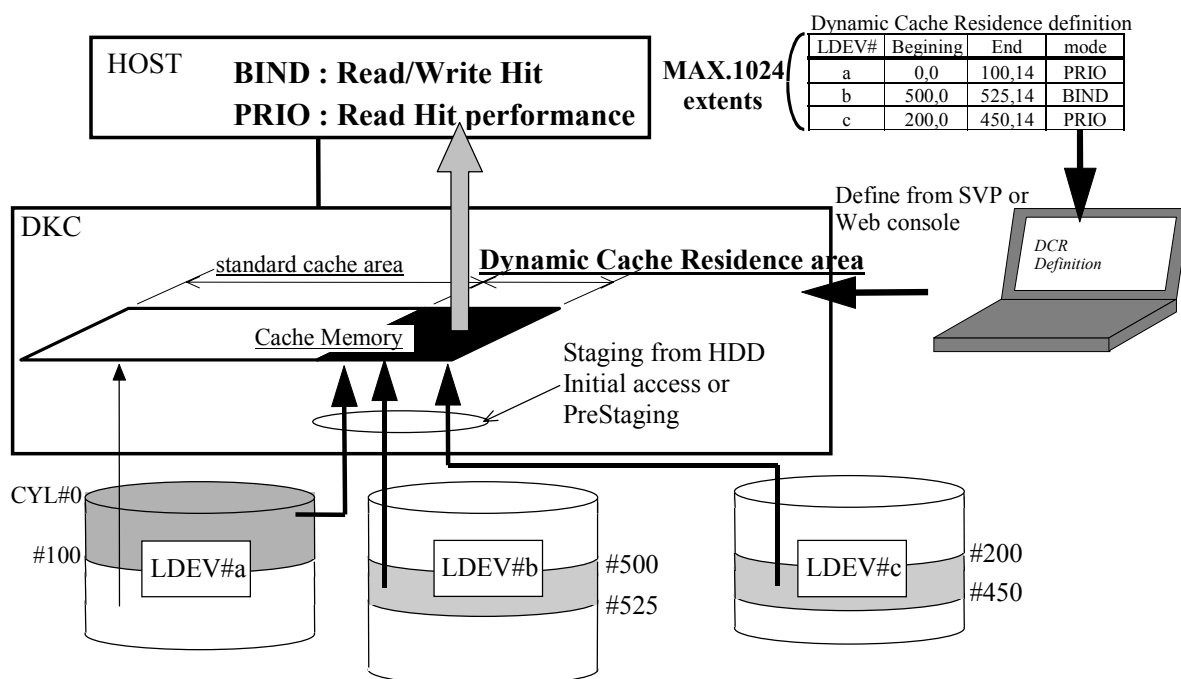 Dynamic Cache Residence definition
LDEV# Begining End mode
a 0,0 100,14 PRIO
b 500,0 525,14 BIND
c 200,0 450,14 PRIO
MAX.1024
extents
HOST
BIND : Read/Write Hit
PRIO : Read Hit performance
Define from SVP or
Web console
DCR
Definition
DKC
standard cache area
Dynamic Cache Residence area
Cache Memory
Staging from HDD
Initial access or
PreStaging
CYL#0
#100
LDEV#a
LDEV#b
#500
#525
LDEV#c
#200
#450